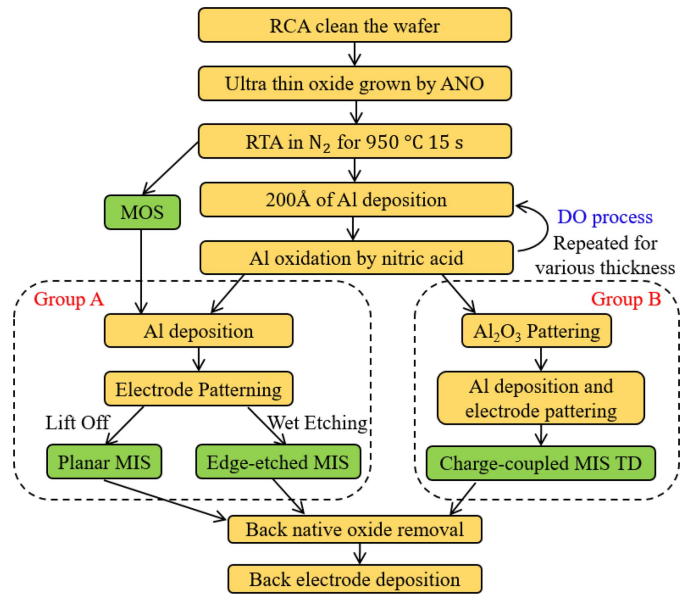 RCA clean the wafer
Ultra thin oxide grown by ANO
RTA in N₂ for 950 °C 15 s
MOS
200Å of Al deposition
DO process
Repeated for
various thickness
Al oxidation by nitric acid
Group A
Group B
Al deposition
Al₂O₃ Pattering
Electrode Patterning
Al deposition and
electrode pattering
Lift Off
Wet Etching
Planar MIS
Edge-etched MIS
Charge-coupled MIS TD
Back native oxide removal
Back electrode deposition